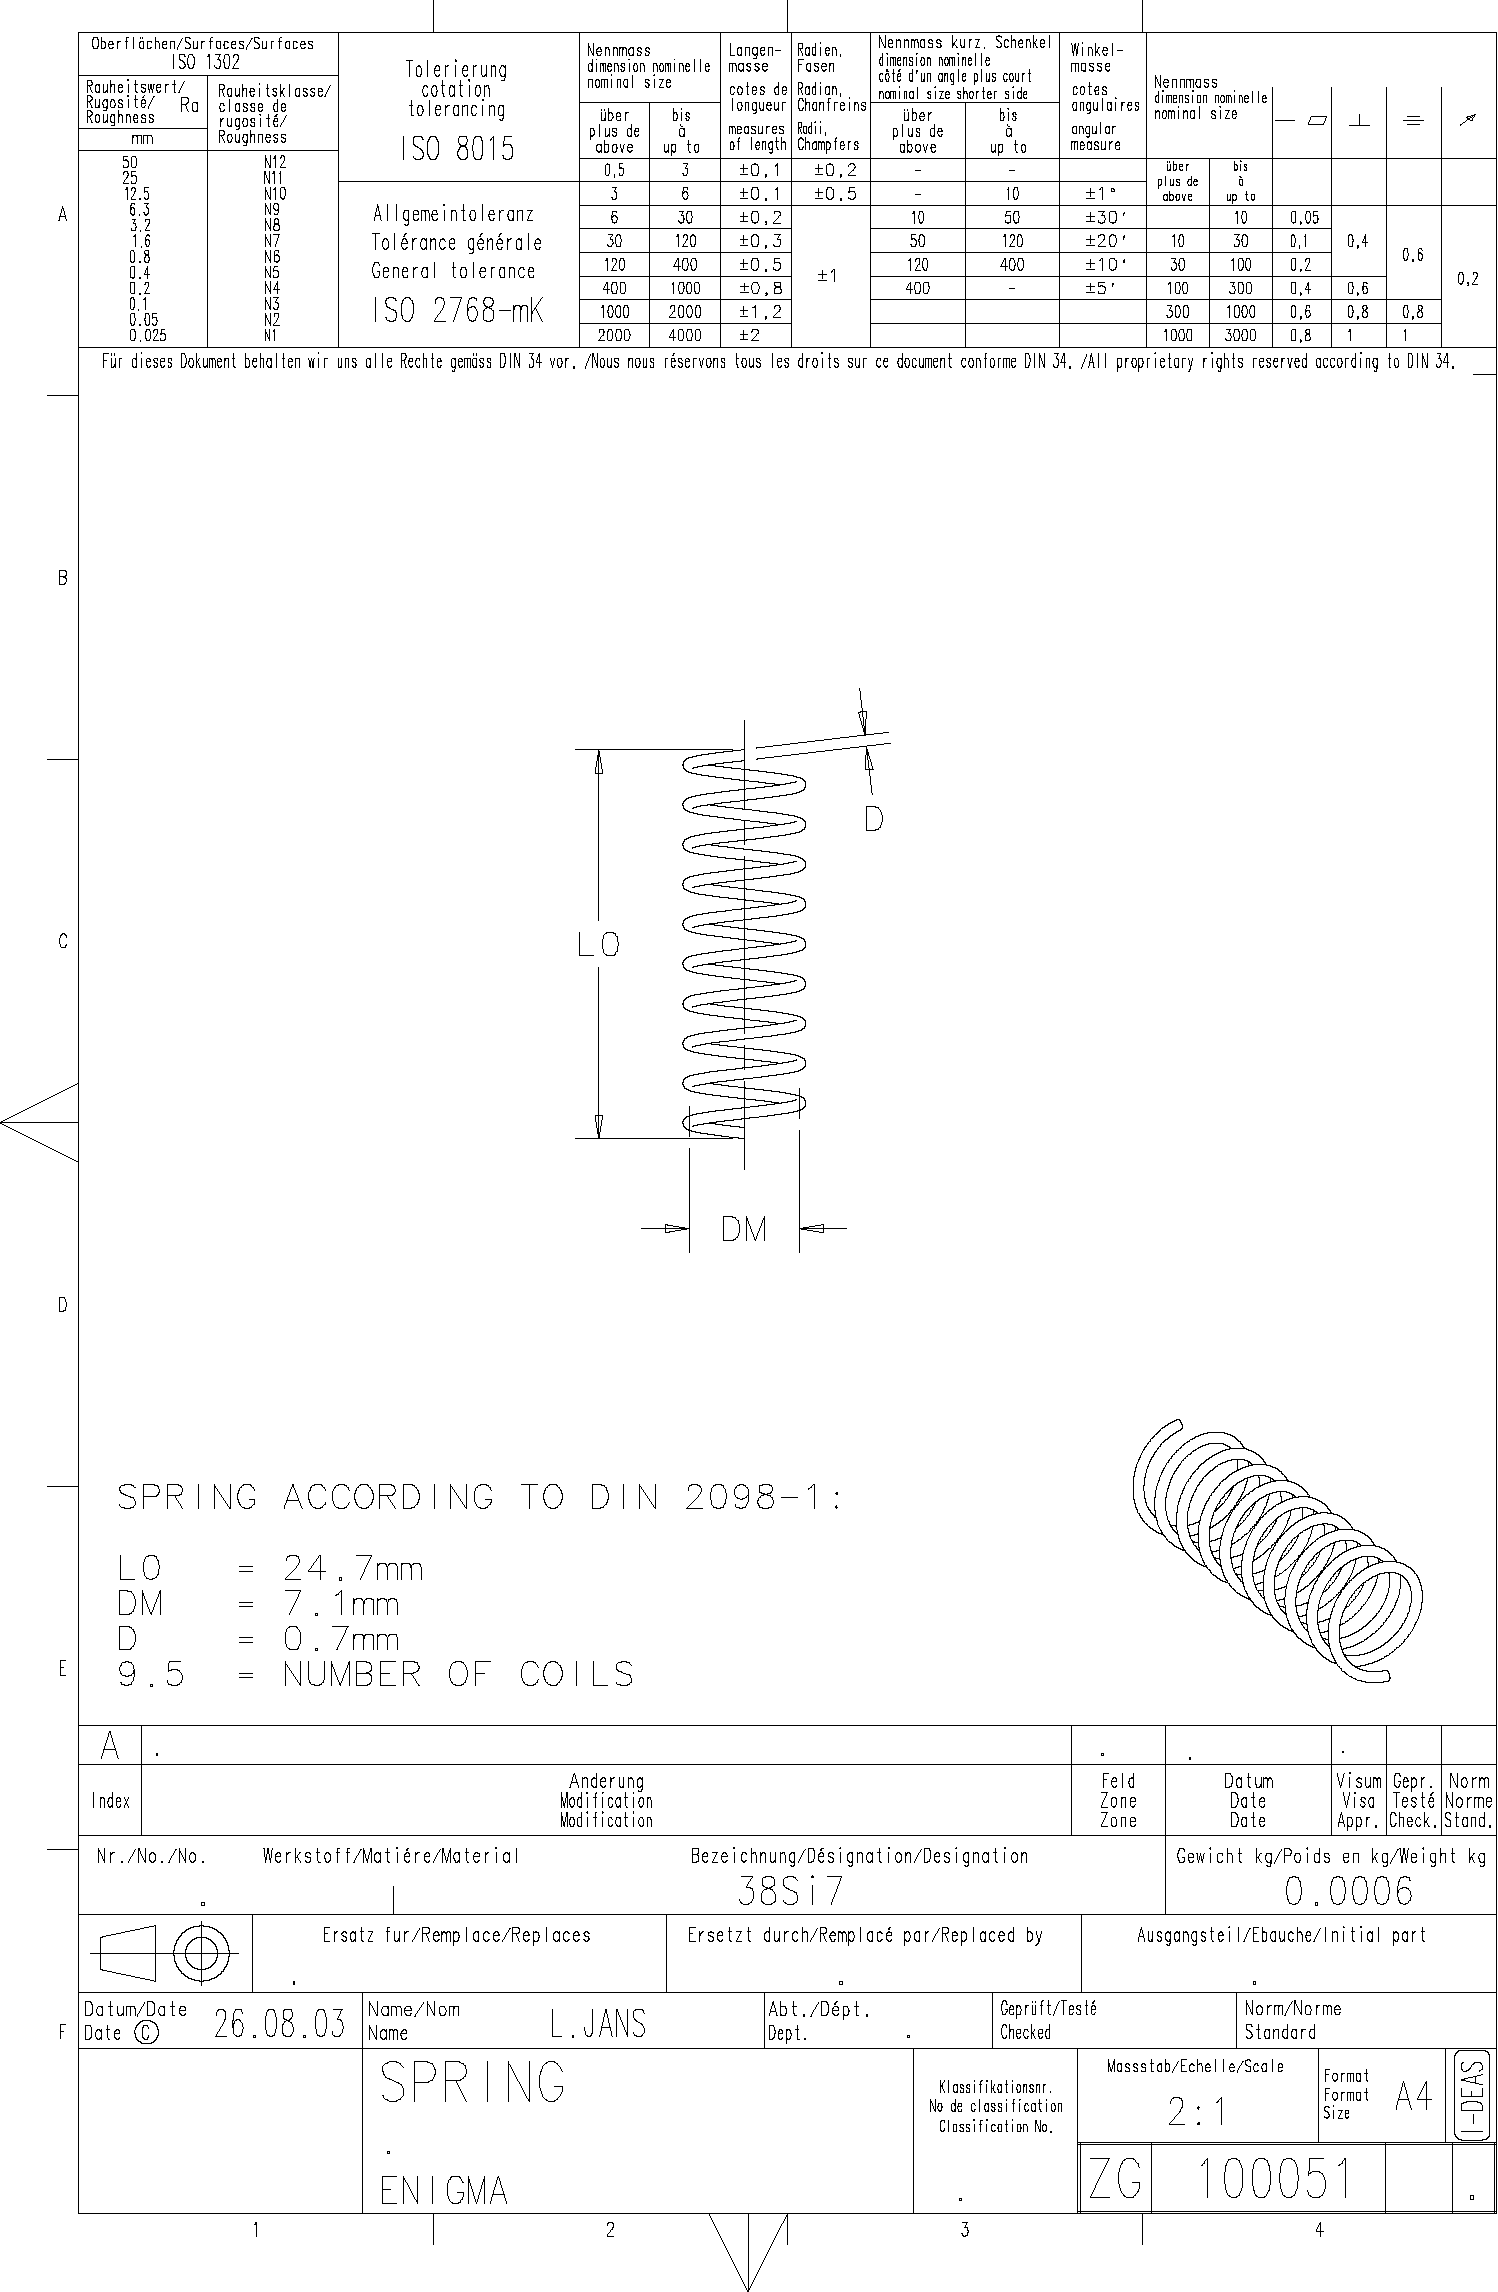 Oberflächen/Surfaces/Surfaces
ISO 1302
Rauheitswert/
Rugosité/ Ra
Roughness
mm
Rauheitsklasse/
classe de
rugosité/
Roughness
50 N12
25 N11
12.5 N10
6.3 N9
3.2 N8
1.6 N7
0.8 N6
0.4 N5
0.2 N4
0.1 N3
0.05 N2
0.025 N1
Tolerierung
cotation
tolerancing
ISO 8015
Allgemeintoleranz
Tolérance générale
General tolerance
ISO 2768-mK
Nennmass
dimension nominelle
nominal size
über
plus de
above
bis
à
up to
Langen-
masse
cotes de
longueur
measures
of length
Radien,
Fasen
Radian,
Chanfreins
Radii,
Champfers
Nennmass kurz. Schenkel
dimension nominelle
côté d'un angle plus court
nominal size shorter side
über
plus de
above
bis
à
up to
Winkel-
masse
cotes
angulaires
angular
measure
0,5 3 ±0,1 ±0,2 - -
3 6 ±0,1 ±0,5 - 10 ±1°
6 30 ±0,2 10 50 ±30'
30 120 ±0,3 50 120 ±20'
120 400 ±0,5 ±1 120 400 ±10'
400 1000 ±0,8 400 - ±5'
1000 2000 ±1,2
2000 4000 ±2
Nennmass
dimension nominelle
nominal size
über
plus de
above
bis
à
up to
10 0,05
10 30 0,1 0,4
30 100 0,2 0,6
100 300 0,4 0,6 0,2
300 1000 0,6 0,8 0,8
1000 3000 0,8 1 1
Für dieses Dokument behalten wir uns alle Rechte gemäss DIN 34 vor. /Nous nous réservons tous les droits sur ce document conforme DIN 34. /All proprietary rights reserved according to DIN 34.
A
B
C
D
E
F
D
L0
DM
SPRING ACCORDING TO DIN 2098-1:
L0 = 24.7mm
DM = 7.1mm
D = 0.7mm
9.5 = NUMBER OF COILS
A . . . .
Index
Anderung
Modification
Modification
Feld
Zone
Zone
Datum
Date
Date
Visum
Visa
Appr.
Gepr.
Testé
Check.
Norm
Norme
Stand.
Nr./No./No. Werkstoff/Matiére/Material Bezeichnung/Désignation/Designation Gewicht kg/Poids en kg/Weight kg
. 38Si7 0.0006
Ersatz fur/Remplace/Replaces Ersetzt durch/Remplacé par/Replaced by Ausgangsteil/Ebauche/Initial part
. . .
Datum/Date
Date © 26.08.03
Name/Nom
Name L.JANS
Abt./Dépt.
Dept. .
Geprüft/Testé
Checked
Norm/Norme
Standard
SPRING
.
ENIGMA
Klassifikationsnr.
No de classification
Classification No.
.
Massstab/Echelle/Scale
2:1
Format
Format
Size
A4
I-DEAS
ZG 100051 .
1 2 3 4